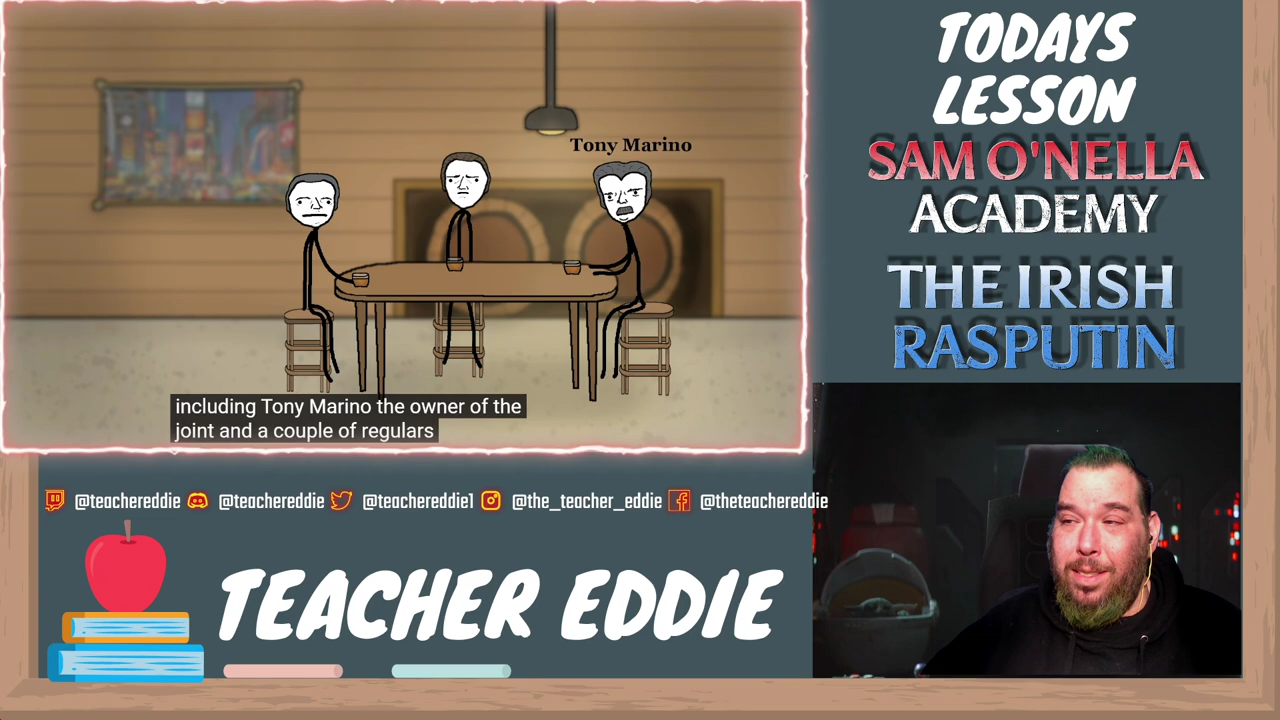 Tony Marino
including Tony Marino the owner of the
joint and a couple of regulars
TODAYS
LESSON
SAM O'NELLA
ACADEMY
THE IRISH
RASPUTIN
@teachereddie @teachereddie @teachereddie1 @the_teacher_eddie @theteachereddie
TEACHER EDDIE